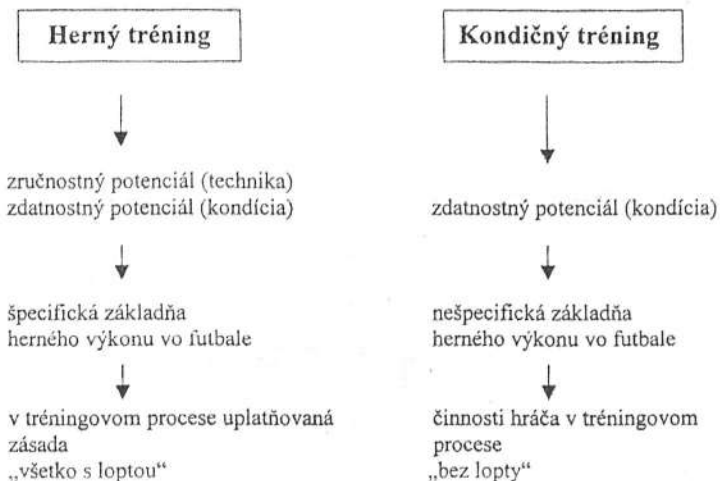 Herný tréning
zručnostný potenciál (technika)
zdatnostný potenciál (kondícia)
špecifická základňa
herného výkonu vo futbale
v tréningovom procese uplatňovaná
zásada
„všetko s loptou“
Kondičný tréning
zdatnostný potenciál (kondícia)
nešpecifická základňa
herného výkonu vo futbale
činnosti hráča v tréningovom
procese
„bez lopty“